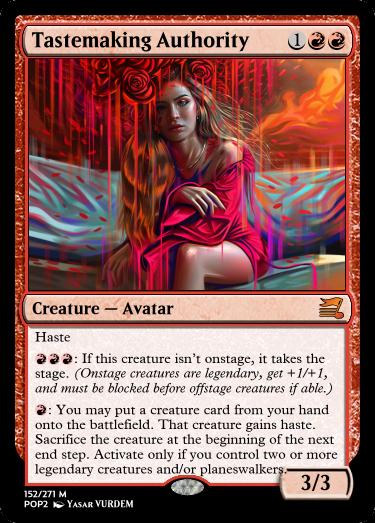 Tastemaking Authority 1
Creature — Avatar
Haste
: If this creature isn't onstage, it takes the
stage. (Onstage creatures are legendary, get +1/+1,
and must be blocked before offstage creatures if able.)
: You may put a creature card from your hand
onto the battlefield. That creature gains haste.
Sacrifice the creature at the beginning of the next
end step. Activate only if you control two or more
legendary creatures and/or planeswalkers.
3/3
152/271 M
POP2 Yasar VURDEM